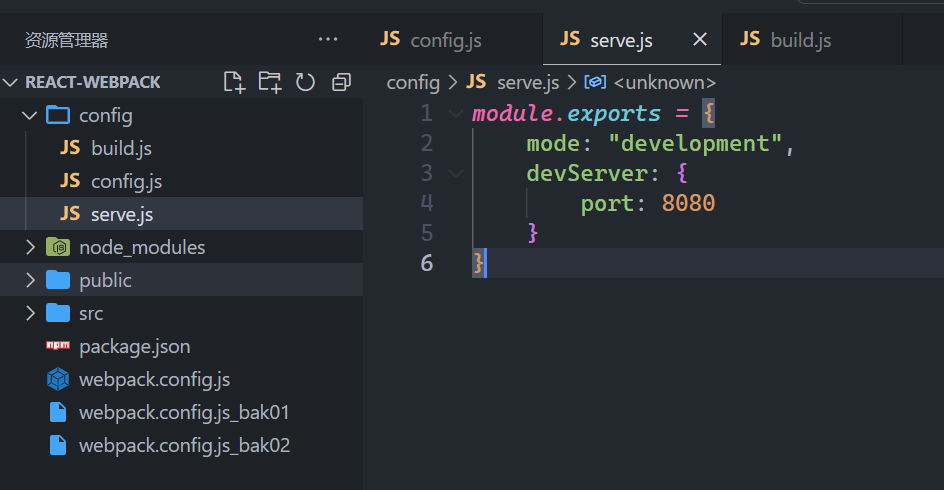 资源管理器
REACT-WEBPACK
config
JS build.js
JS config.js
JS serve.js
node_modules
public
src
package.json
webpack.config.js
webpack.config.js_bak01
webpack.config.js_bak02
JS config.js JS serve.js JS build.js
config > JS serve.js > <unknown>
1 module.exports = {
2 mode: "development",
3 devServer: {
4 port: 8080
5 }
6 }